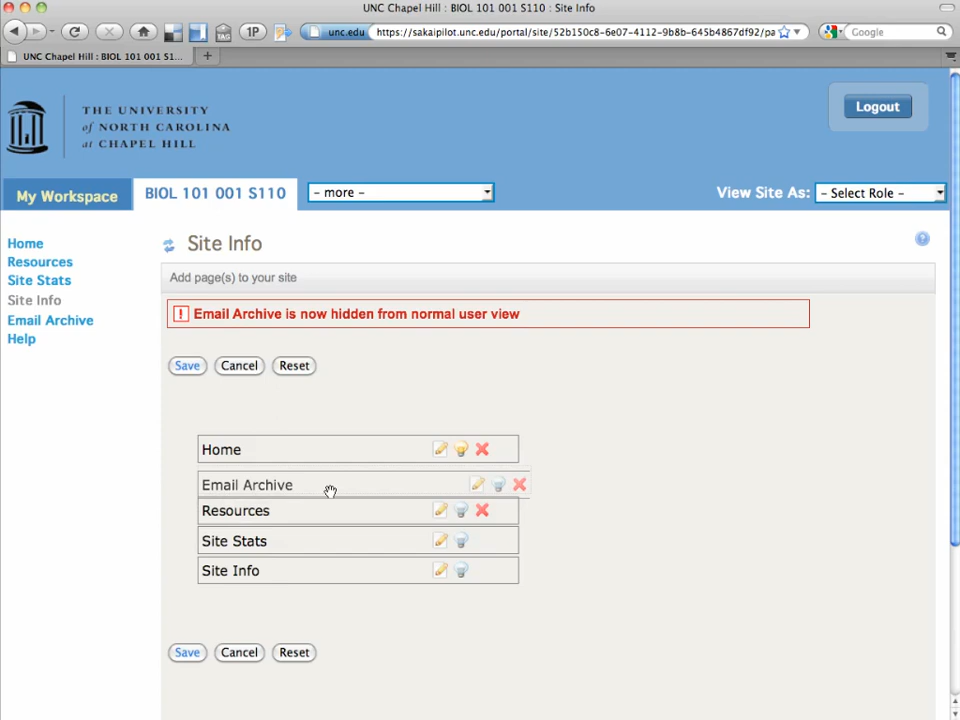 UNC Chapel Hill : BIOL 101 001 S110 : Site Info
TAG
1P
unc.edu
https://sakaipilot.unc.edu/portal/site/52b150c8-6e07-4112-9b8b-645b4867df92/pa
Google
UNC Chapel Hill : BIOL 101 001 S1...
THE UNIVERSITY
of NORTH CAROLINA
at CHAPEL HILL
Logout
My Workspace
BIOL 101 001 S110
- more -
View Site As:
- Select Role -
Home
Resources
Site Stats
Site Info
Email Archive
Help
Site Info
?
Add page(s) to your site
! Email Archive is now hidden from normal user view
Save
Cancel
Reset
Home
Email Archive
Resources
Site Stats
Site Info
Save
Cancel
Reset